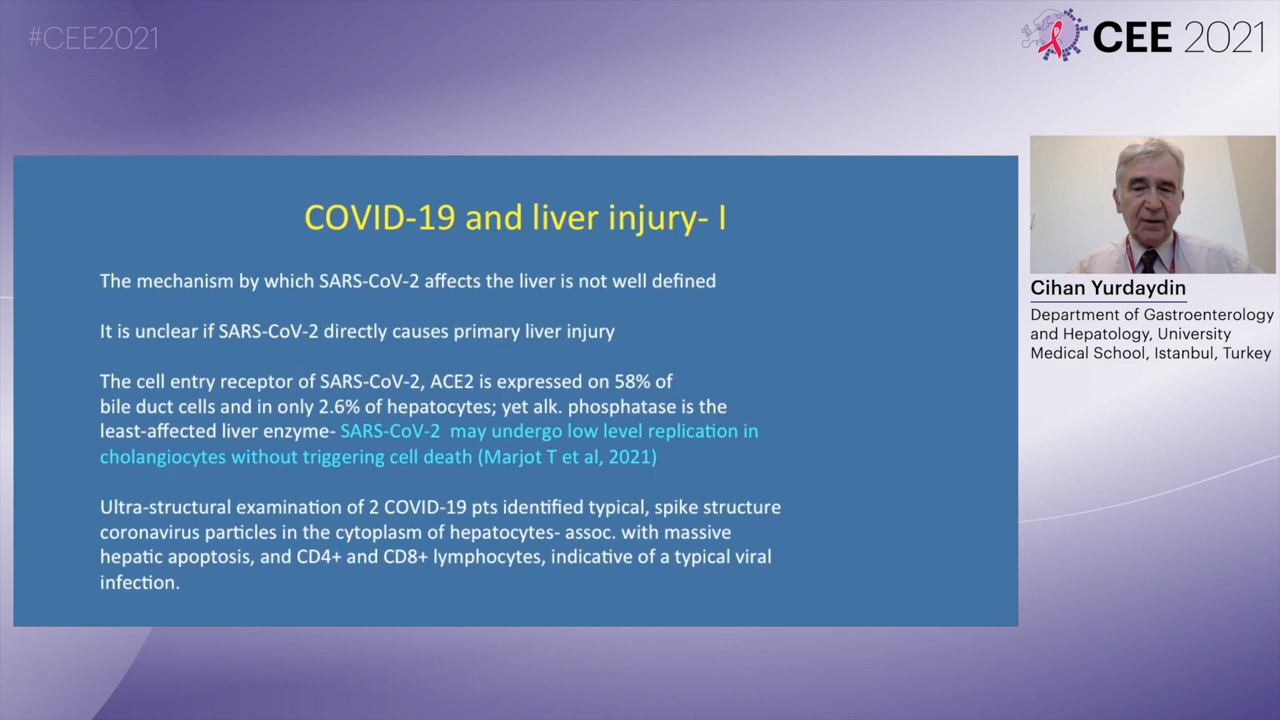 #CEE2021
CEE 2021
COVID-19 and liver injury- I
The mechanism by which SARS-CoV-2 affects the liver is not well defined
It is unclear if SARS-CoV-2 directly causes primary liver injury
The cell entry receptor of SARS-CoV-2, ACE2 is expressed on 58% of
bile duct cells and in only 2.6% of hepatocytes; yet alk. phosphatase is the
least-affected liver enzyme- SARS-CoV-2  may undergo low level replication in
cholangiocytes without triggering cell death (Marjot T et al, 2021)
Ultra-structural examination of 2 COVID-19 pts identified typical, spike structure
coronavirus particles in the cytoplasm of hepatocytes- assoc. with massive
hepatic apoptosis, and CD4+ and CD8+ lymphocytes, indicative of a typical viral
infection.
Cihan Yurdaydin
Department of Gastroenterology
and Hepatology, University
Medical School, Istanbul, Turkey